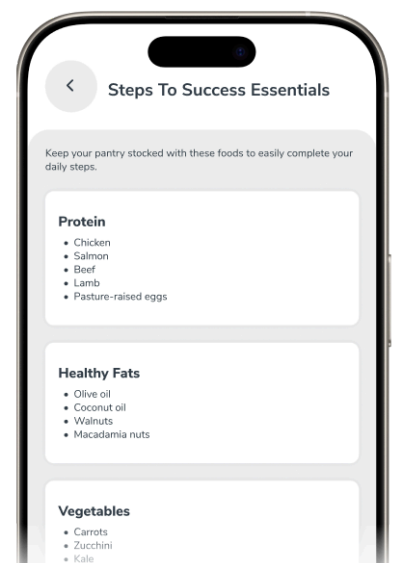 Steps To Success Essentials
Keep your pantry stocked with these foods to easily complete your
daily steps.
Protein
• Chicken
• Salmon
• Beef
• Lamb
• Pasture-raised eggs
Healthy Fats
• Olive oil
• Coconut oil
• Walnuts
• Macadamia nuts
Vegetables
• Carrots
• Zucchini
• Kale